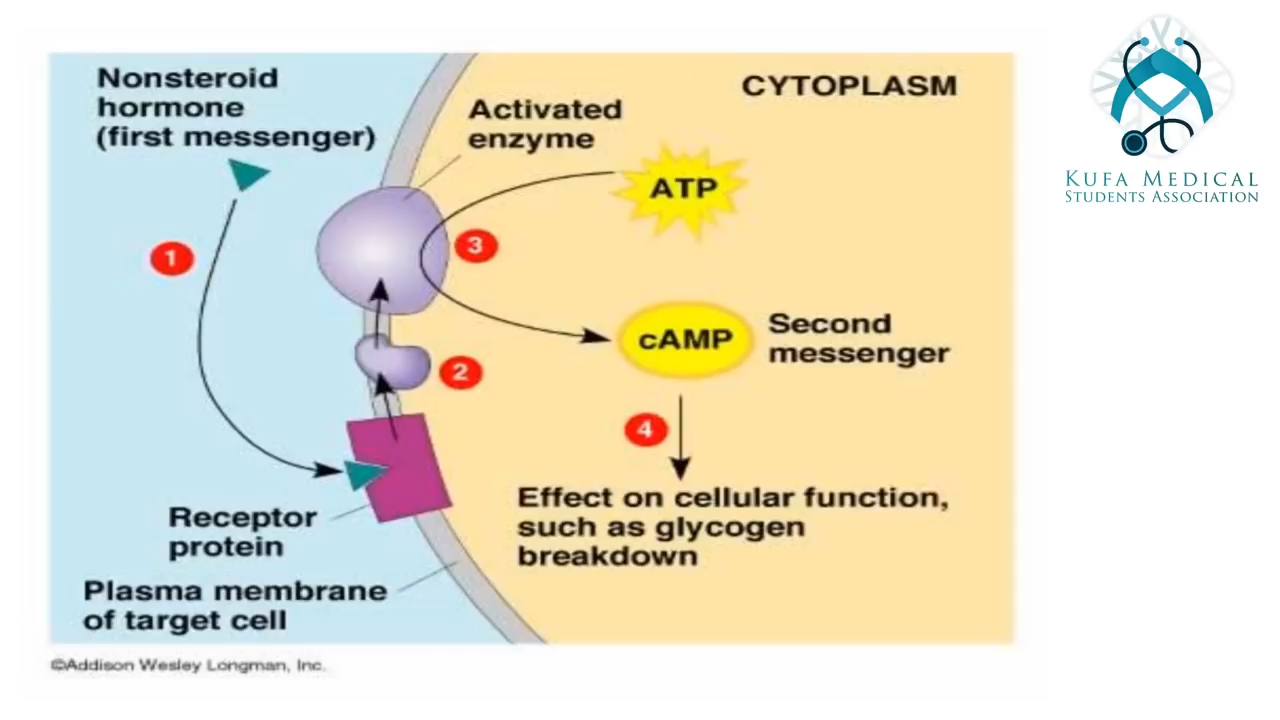 Nonsteroid
hormone
(first messenger)
Activated
enzyme
CYTOPLASM
ATP
1
3
cAMP
Second
messenger
2
4
Effect on cellular function,
such as glycogen
breakdown
Receptor
protein
Plasma membrane
of target cell
©Addison Wesley Longman, Inc.
KUFA MEDICAL
STUDENTS ASSOCIATION